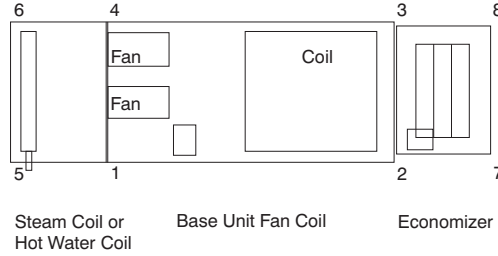 6 4 3 8
Fan Coil
Fan
5 1 2 7
Steam Coil or Base Unit Fan Coil Economizer
Hot Water Coil